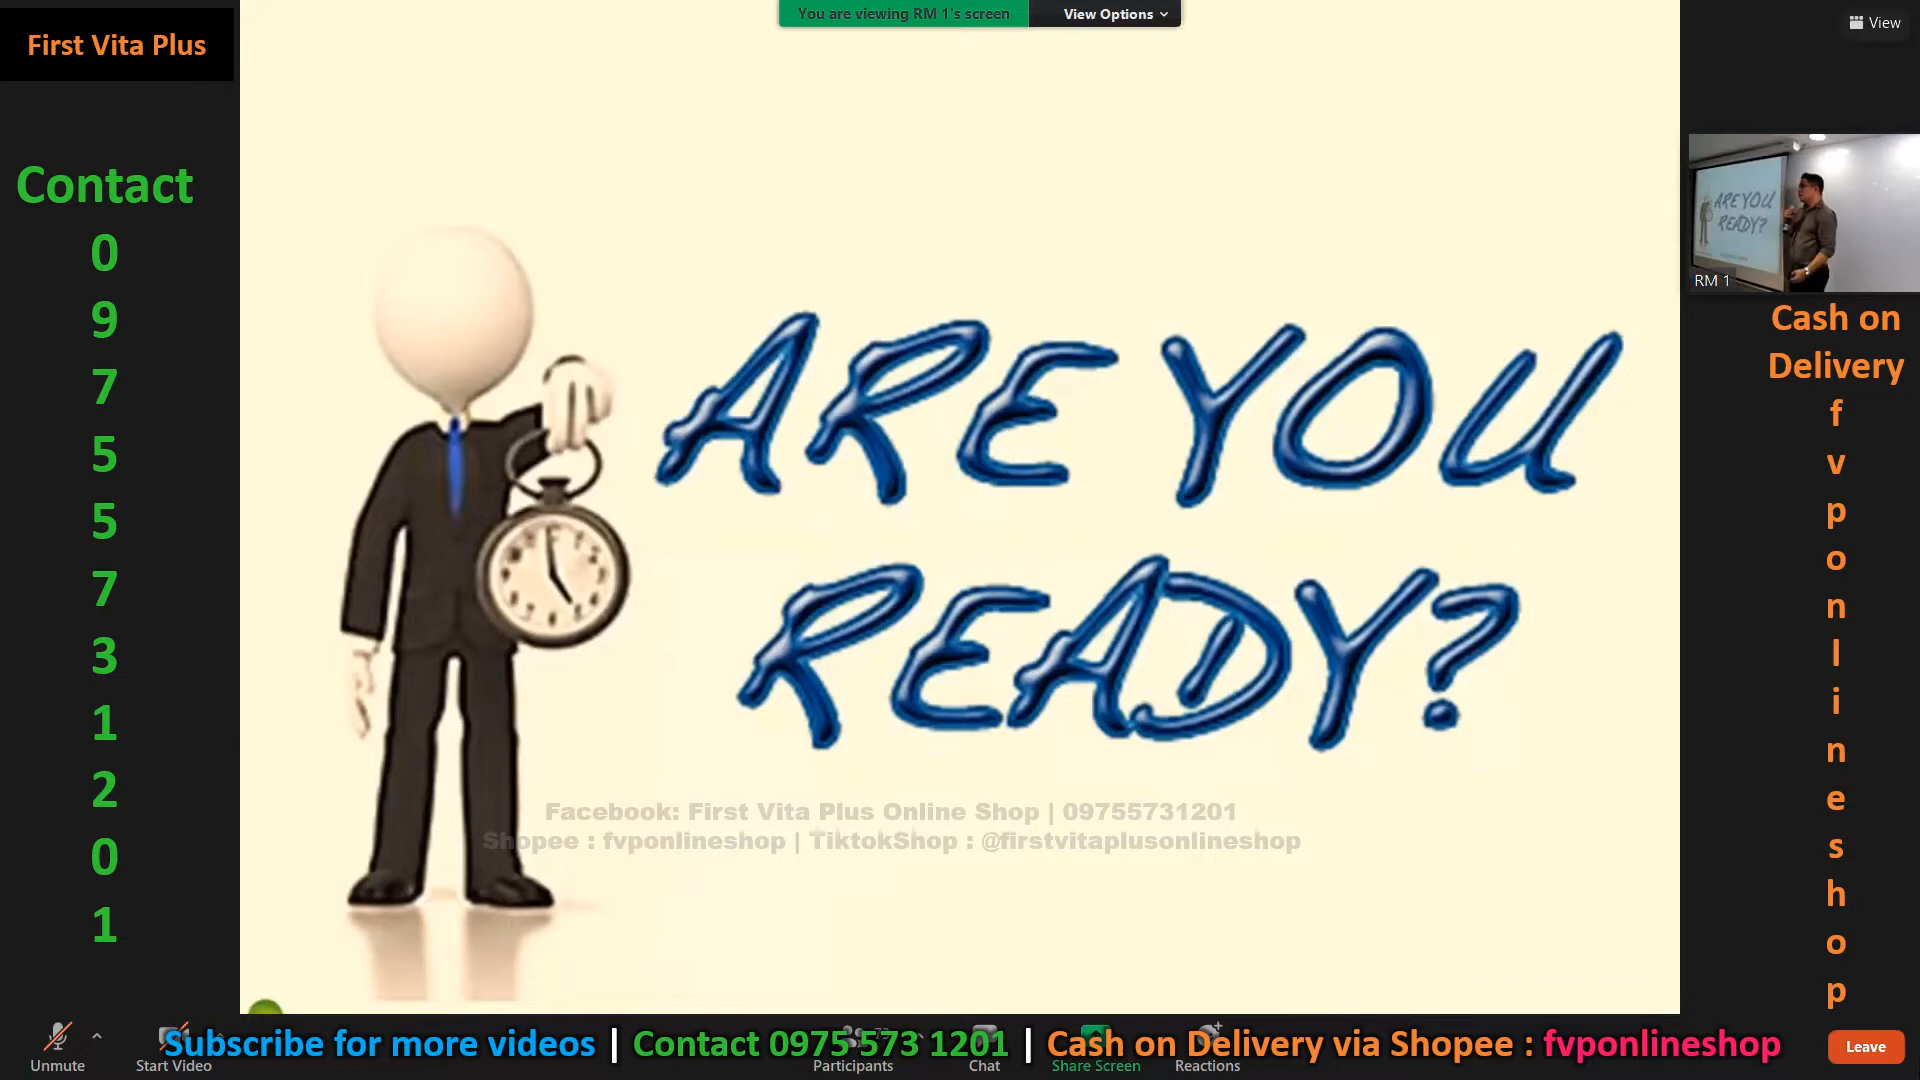 You are viewing RM 1's screen
View Options
View
First Vita Plus
Contact
0
9
7
5
5
7
3
1
2
0
1
ARE YOU
READY?
Facebook: First Vita Plus Online Shop | 09755731201
Shopee : fvponlineshop | TiktokShop : @firstvitaplusonlineshop
ARE YOU
READY?
RM 1
Cash on
Delivery
f
v
p
o
n
l
i
n
e
s
h
o
p
Subscribe for more videos | Contact 0975 573 1201 | Cash on Delivery via Shopee : fvponlineshop
Unmute
Start Video
Participants
Chat
Share Screen
Reactions
Leave